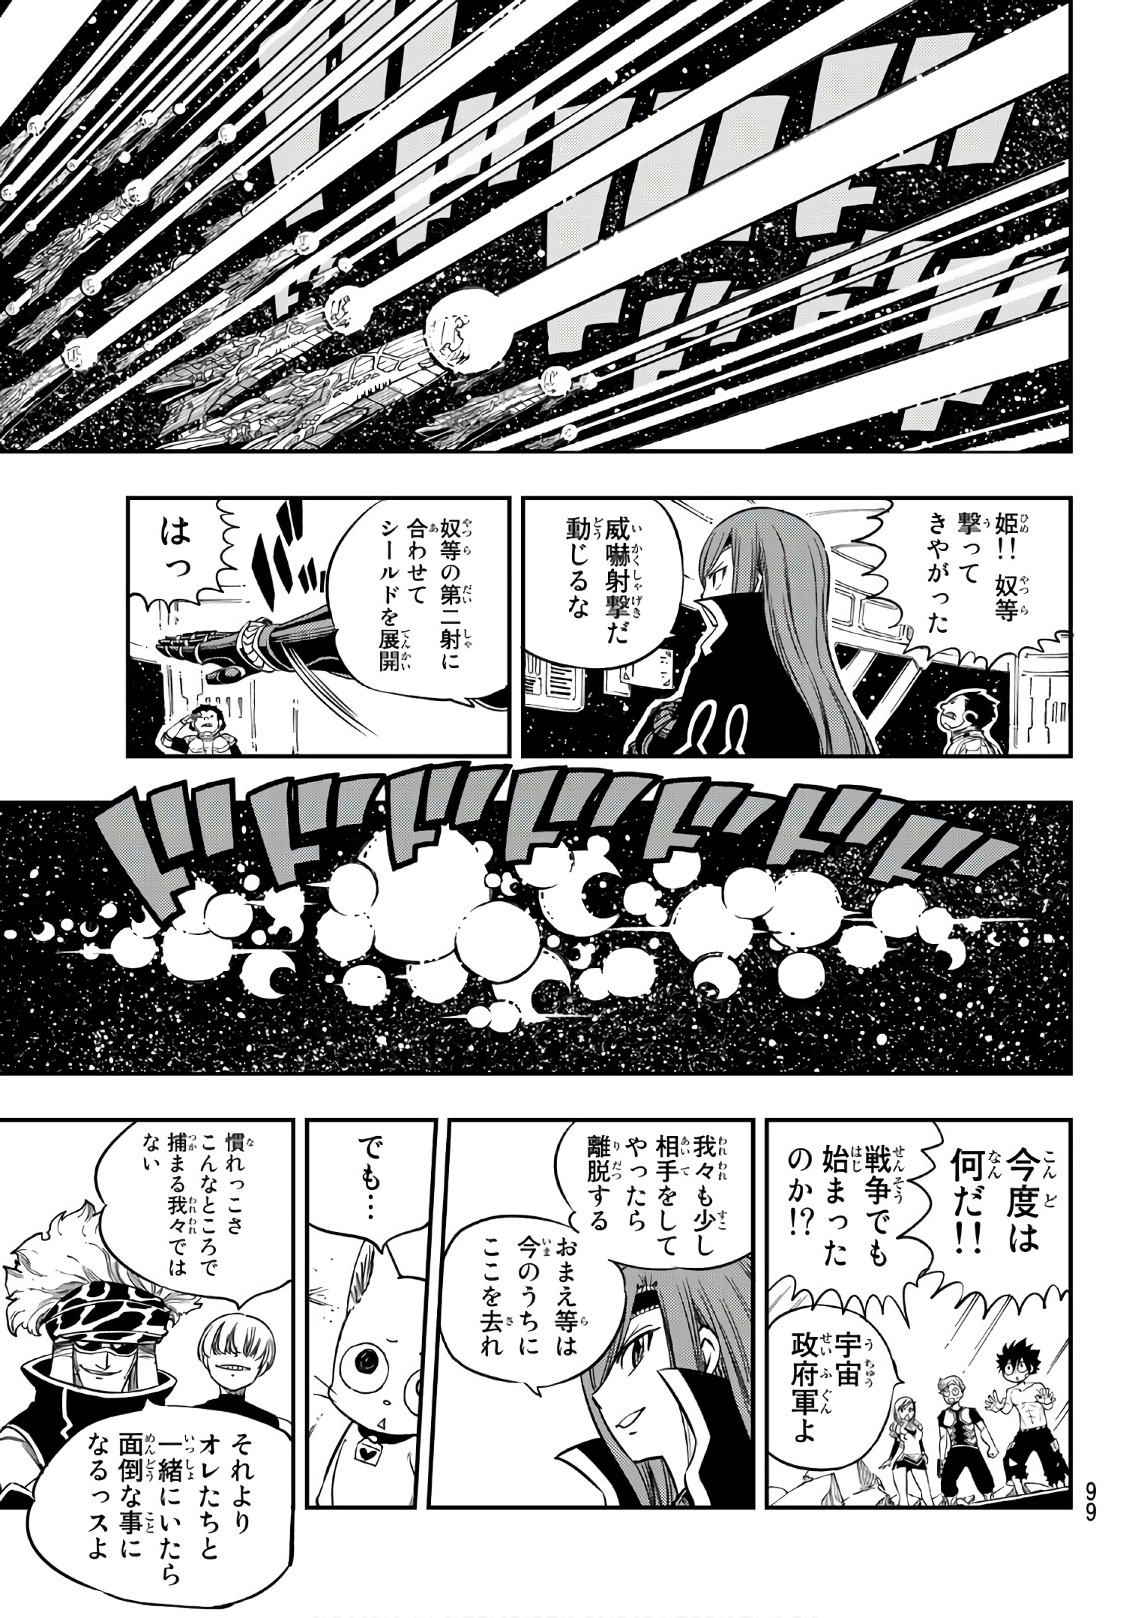 ドドドドドドドド
姫!! 奴等
撃って
きやがった
威嚇射撃だ
動じるな
奴等の第二射に
合わせて
シールドを展開
はっ
ドドドドドドド
今度は
何だ!!
戦争でも
始まった
のか!?
宇宙
政府軍よ
我々も少し
相手をして
やったら
離脱する
おまえ等は
今のうちに
ここを去れ
でも…
慣れっこさ
こんなところで
捕まる我々では
ない
それより
オレたちと
一緒にいたら
面倒な事に
なるっスよ
99